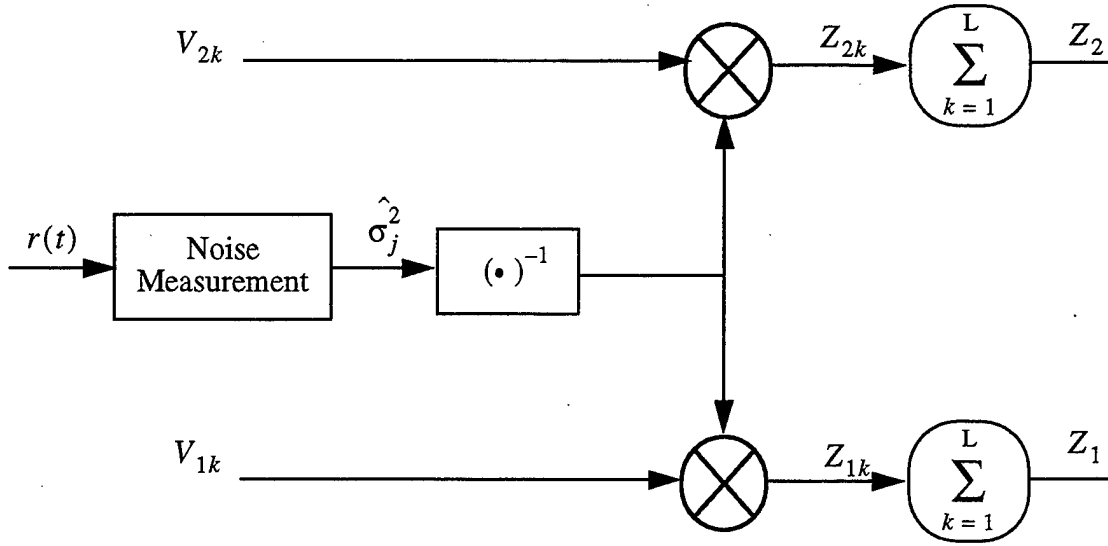 V₂ₖ
Z₂ₖ
L
∑
k = 1
Z₂
r(t)
Noise
Measurement
σ̂ⱼ²
(•)⁻¹
V₁ₖ
Z₁ₖ
L
∑
k = 1
Z₁